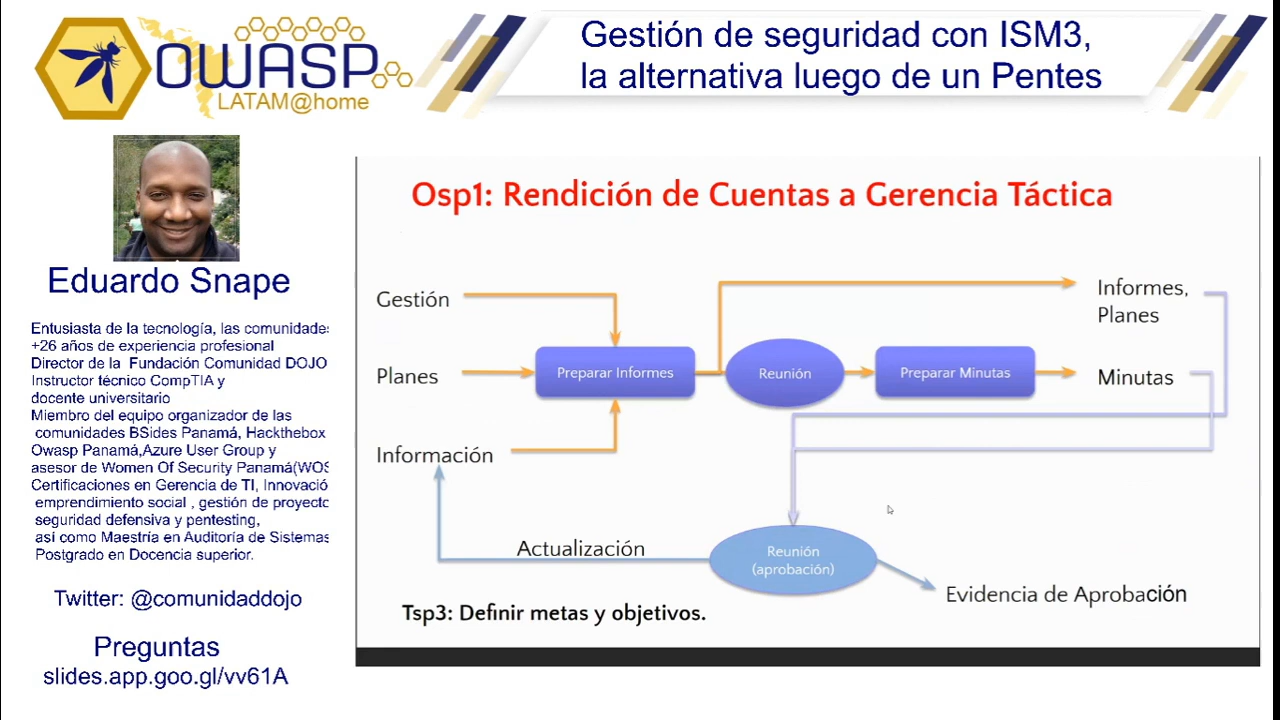 OWASP
LATAM@home
Gestión de seguridad con ISM3,
la alternativa luego de un Pentes
Eduardo Snape
Entusiasta de la tecnología, las comunidades
+26 años de experiencia profesional
Director de la Fundación Comunidad DOJO
Instructor técnico CompTIA y
docente universitario
Miembro del equipo organizador de las
comunidades BSides Panamá, Hackthebox
Owasp Panamá,Azure User Group y
asesor de Women Of Security Panamá(WOS
Certificaciones en Gerencia de TI, Innovació
emprendimiento social , gestión de proyecto
seguridad defensiva y pentesting,
así como Maestría en Auditoría de Sistemas
Postgrado en Docencia superior.
Twitter: @comunidaddojo
Preguntas
slides.app.goo.gl/vv61A
Osp1: Rendición de Cuentas a Gerencia Táctica
Gestión
Planes
Información
Preparar Informes
Reunión
Preparar Minutas
Informes,
Planes
Minutas
Actualización
Reunión
(aprobación)
Evidencia de Aprobación
Tsp3: Definir metas y objetivos.